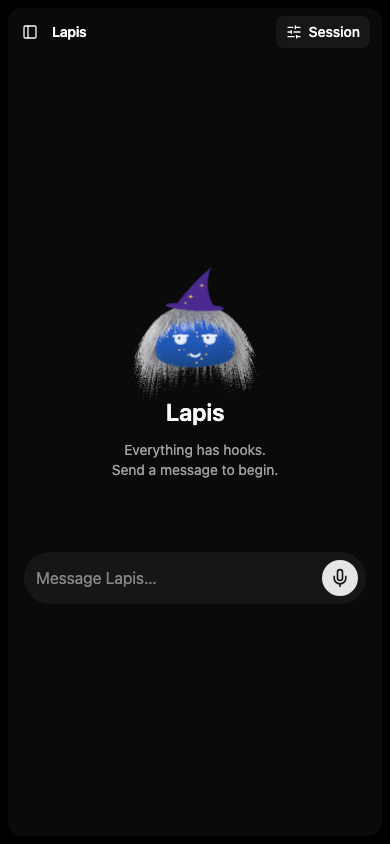 Lapis
Session
Lapis
Everything has hooks.
Send a message to begin.
Message Lapis...